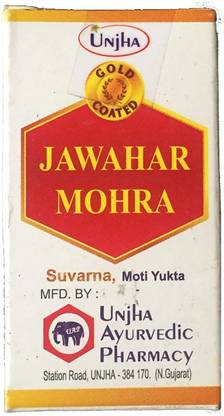 UNJHA
GOLD
COATED
JAWAHAR
MOHRA
Suvarna, Moti Yukta
MFD. BY :
UAP
UNJHA
AYURVEDIC
PHARMACY
Station Road, UNJHA - 384 170. (N.Gujarat)